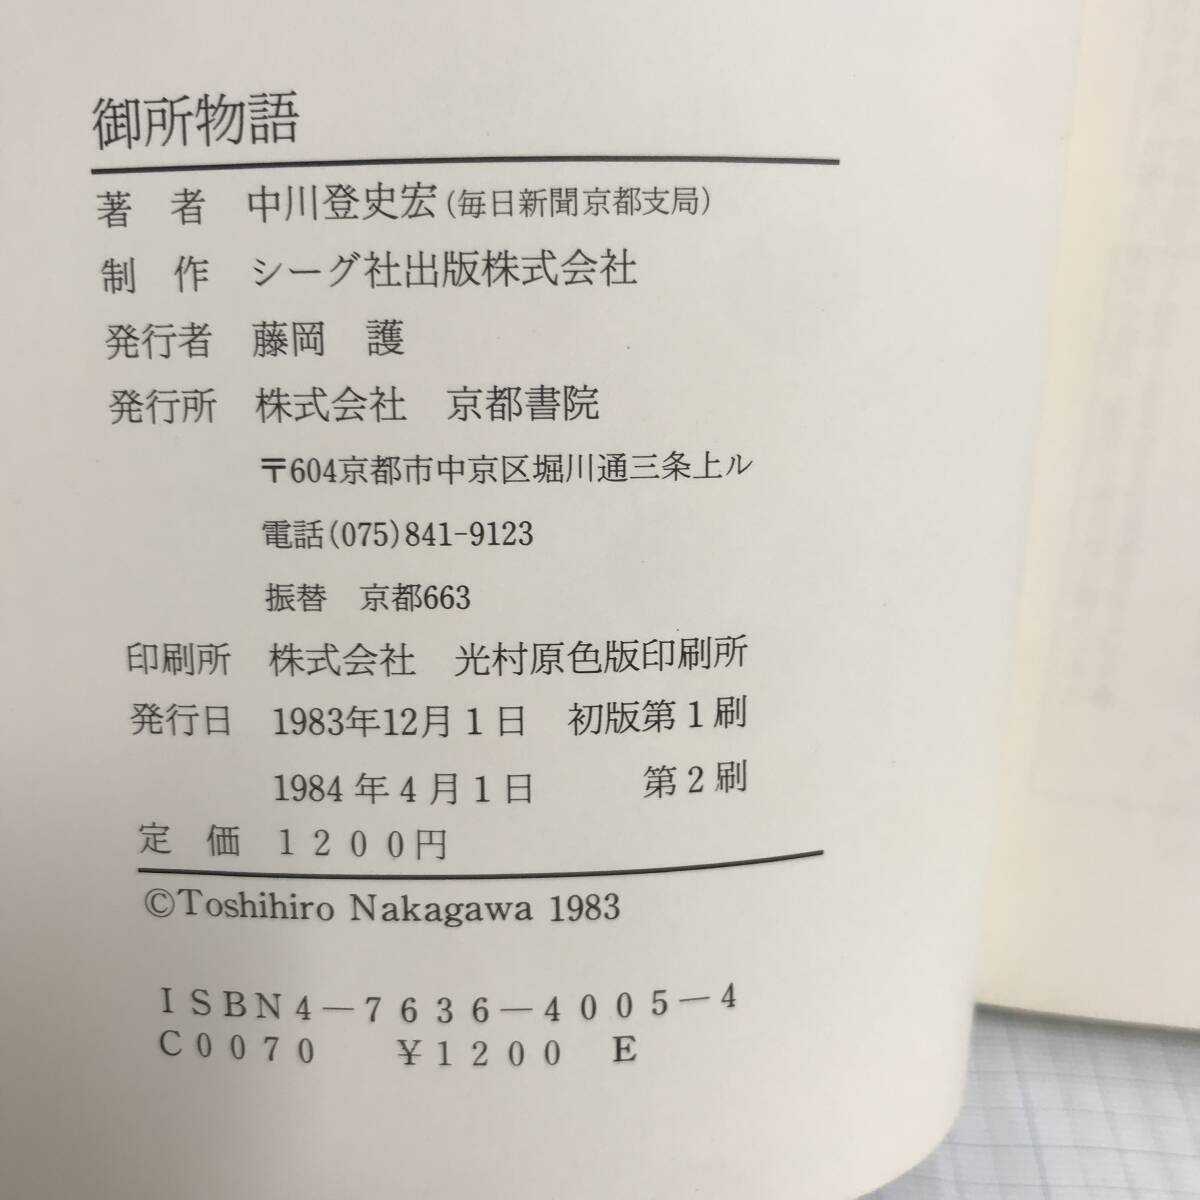 御所物語
著　者　中川登史宏(毎日新聞京都支局)
制　作　シーグ社出版株式会社
発行者　藤岡　護
発行所　株式会社　京都書院
〒604京都市中京区堀川通三条上ル
電話(075)841-9123
振替　京都663
印刷所　株式会社　光村原色版印刷所
発行日　1983年12月1日　初版第1刷
1984年4月1日　第2刷
定　価　1200円
©Toshihiro Nakagawa 1983
ISBN4-7636-4005-4
C0070　¥1200　E